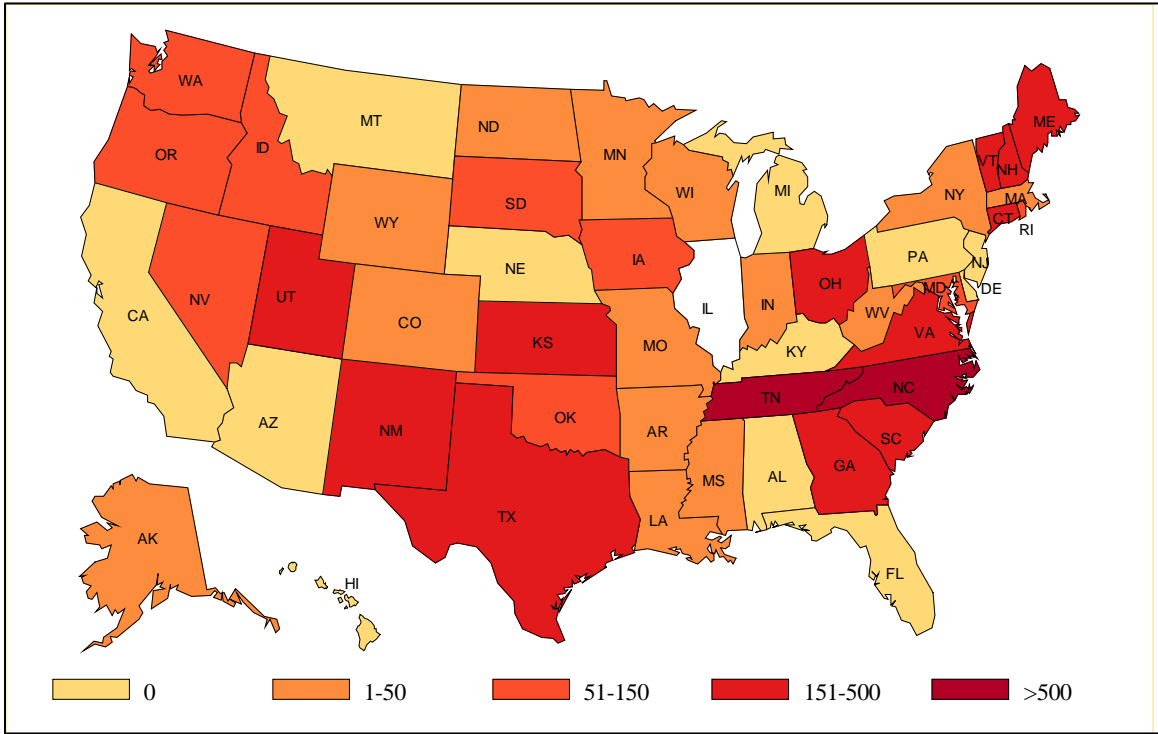 WA
MT
ND
ME
OR
ID
MN
VT
NH
WI
MI
NY
MA
SD
WY
CT
RI
IA
PA
NE
NJ
NV
UT
OH
MD
DE
CA
CO
IL
IN
WV
VA
KS
MO
KY
AZ
NM
OK
TN
NC
AR
SC
GA
MS
AL
TX
LA
AK
HI
FL
0
1-50
51-150
151-500
>500